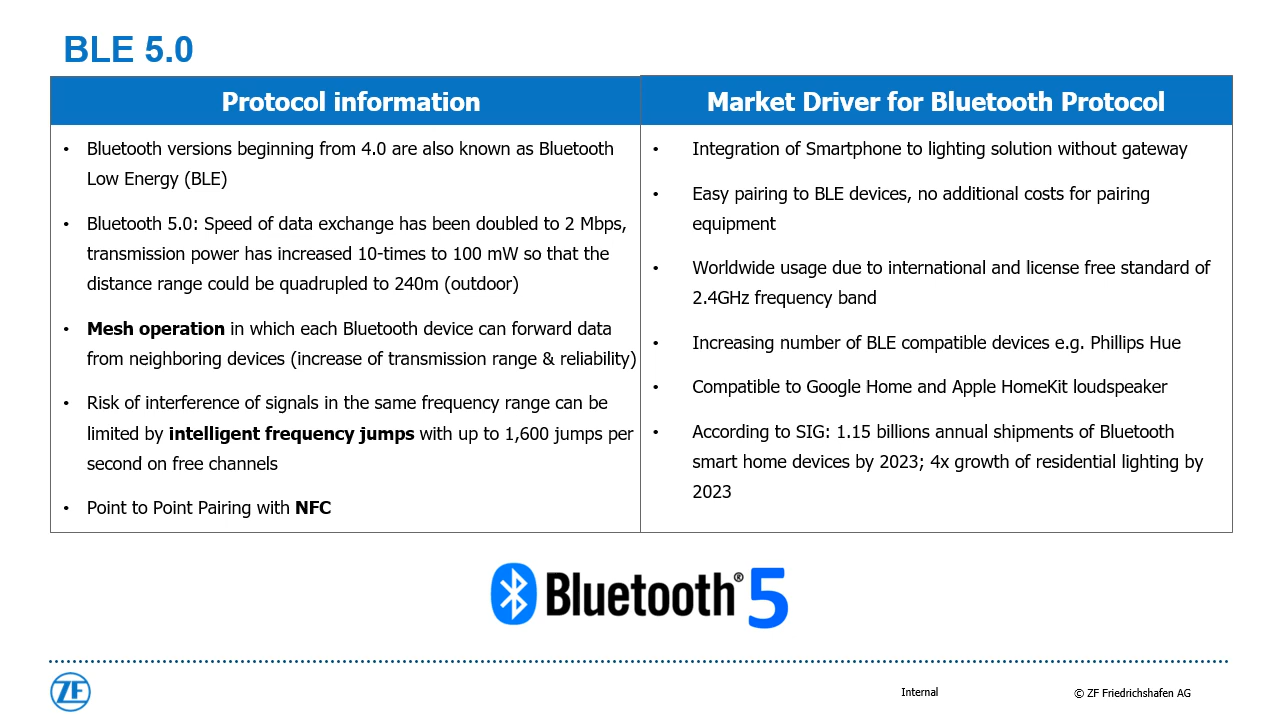 BLE 5.0
Protocol information
• Bluetooth versions beginning from 4.0 are also known as Bluetooth
Low Energy (BLE)
• Bluetooth 5.0: Speed of data exchange has been doubled to 2 Mbps,
transmission power has increased 10-times to 100 mW so that the
distance range could be quadrupled to 240m (outdoor)
• Mesh operation in which each Bluetooth device can forward data
from neighboring devices (increase of transmission range & reliability)
• Risk of interference of signals in the same frequency range can be
limited by intelligent frequency jumps with up to 1,600 jumps per
second on free channels
• Point to Point Pairing with NFC
Market Driver for Bluetooth Protocol
• Integration of Smartphone to lighting solution without gateway
• Easy pairing to BLE devices, no additional costs for pairing
equipment
• Worldwide usage due to international and license free standard of
2.4GHz frequency band
• Increasing number of BLE compatible devices e.g. Phillips Hue
• Compatible to Google Home and Apple HomeKit loudspeaker
• According to SIG: 1.15 billions annual shipments of Bluetooth
smart home devices by 2023; 4x growth of residential lighting by
2023
Bluetooth® 5
ZF
Internal
© ZF Friedrichshafen AG